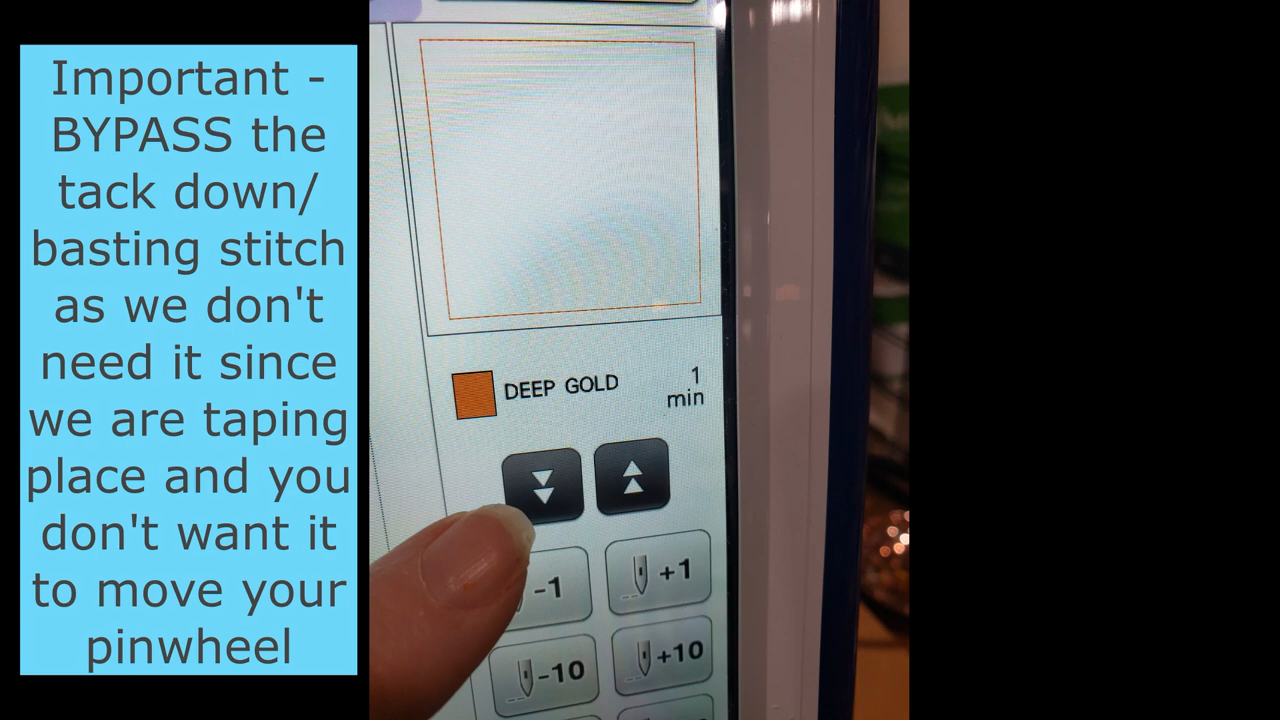 Important -
BYPASS the
tack down/
basting stitch
as we don't
need it since
we are taping
place and you
don't want it
to move your
pinwheel
DEEP GOLD
1
min
-1
+1
-10
+10